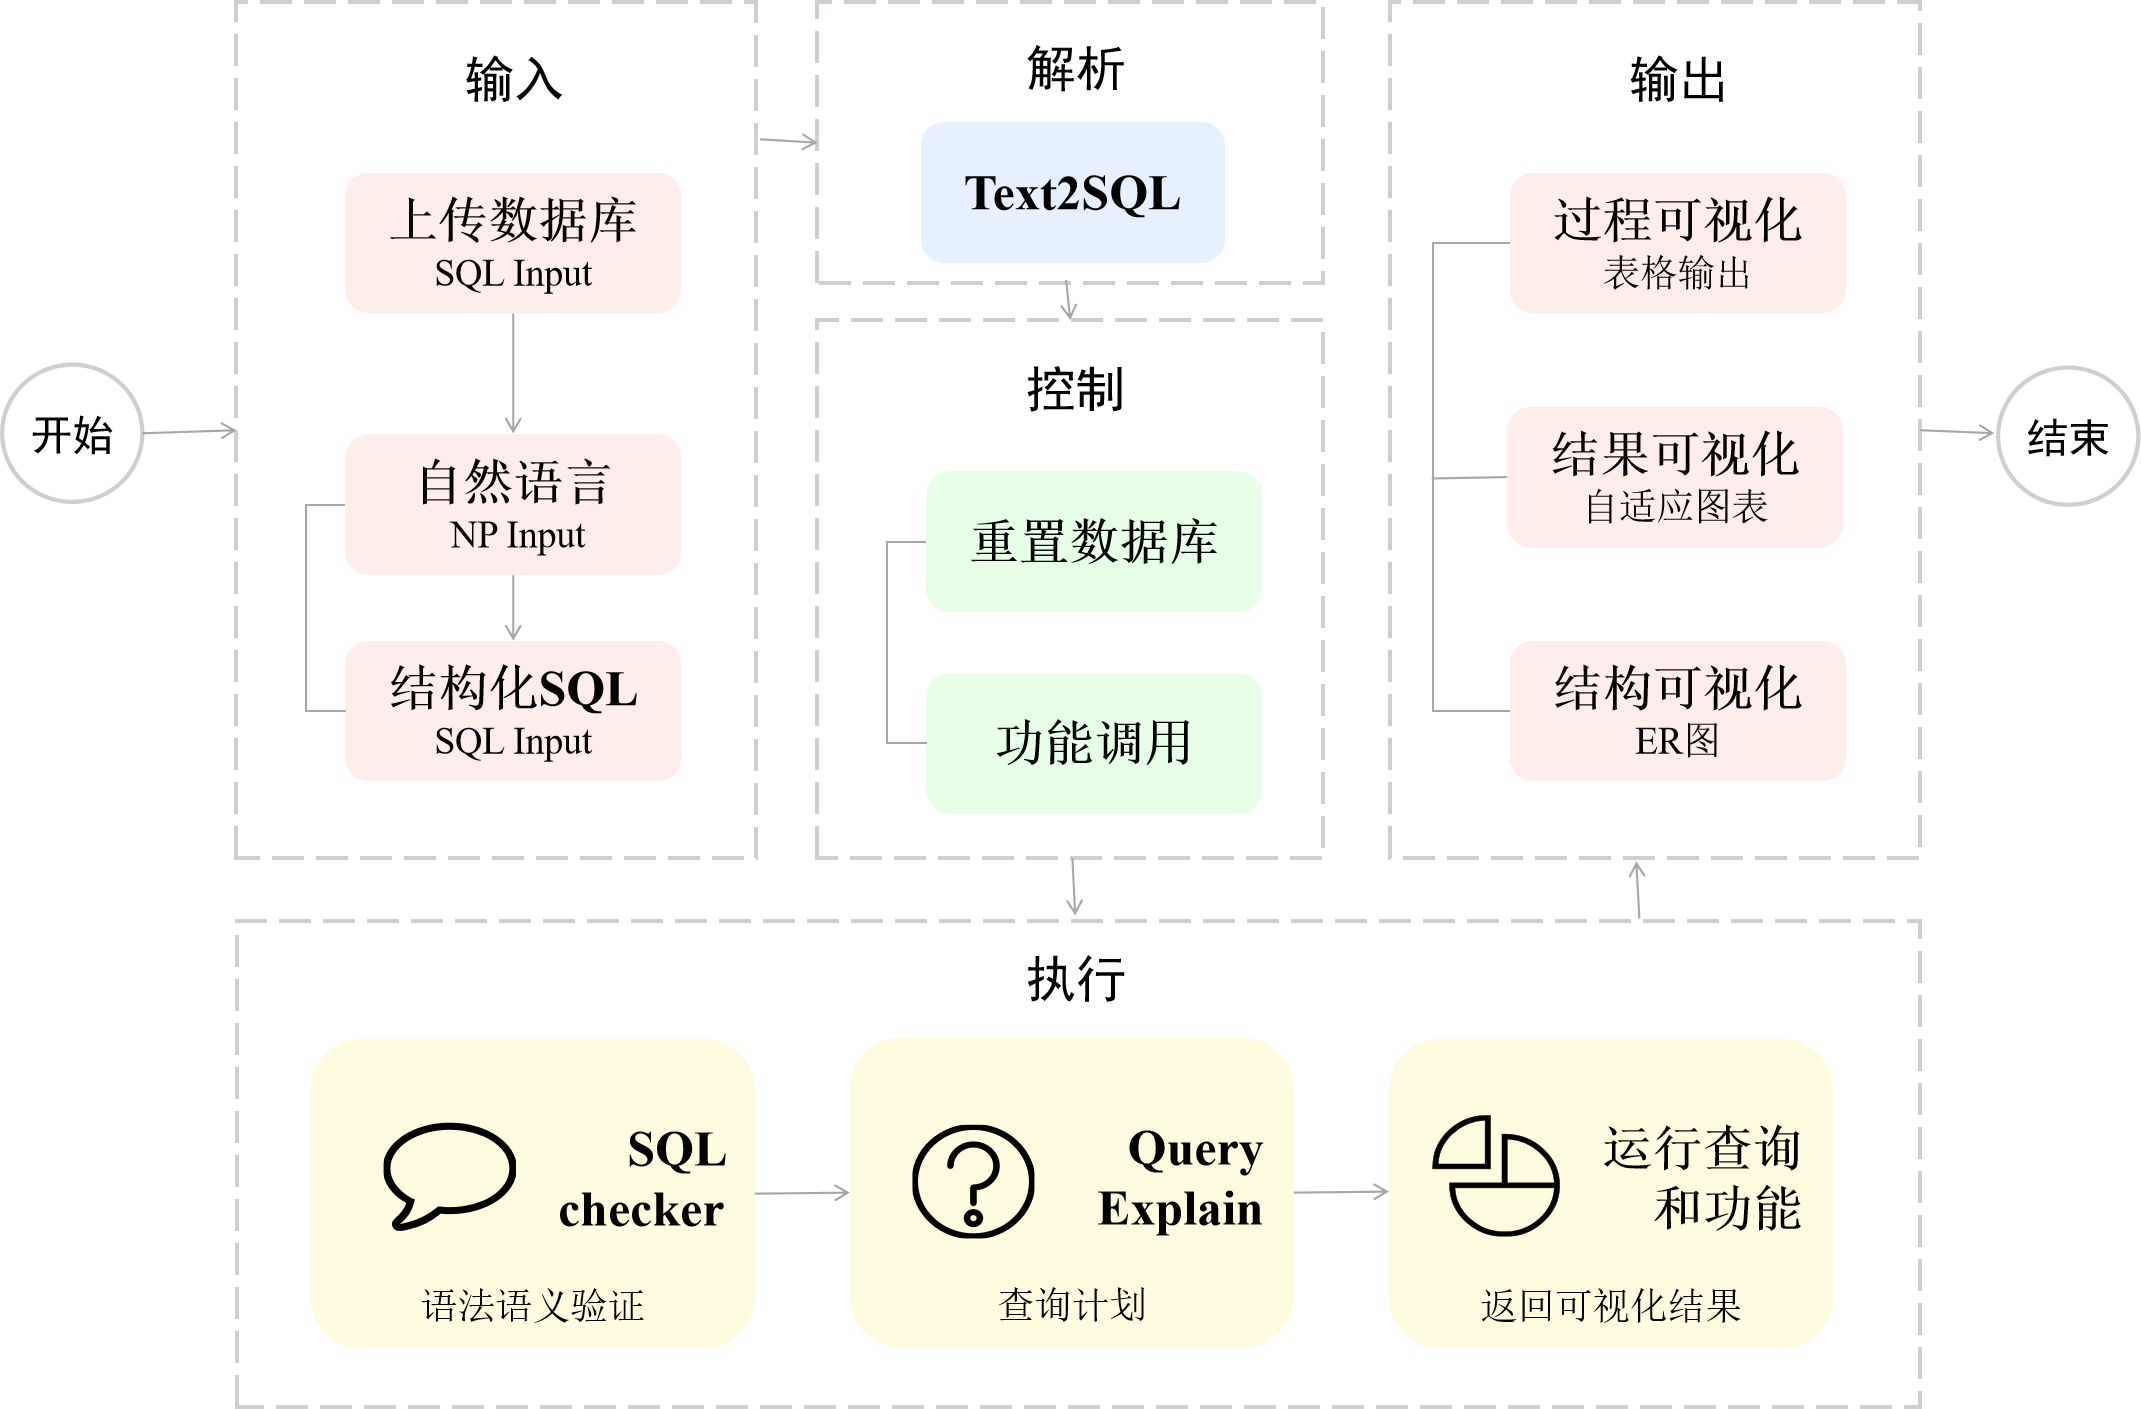 开始
输入
上传数据库
SQL Input
自然语言
NP Input
结构化SQL
SQL Input
解析
Text2SQL
控制
重置数据库
功能调用
执行
SQL
checker
语法语义验证
Query
Explain
查询计划
运行查询
和功能
返回可视化结果
输出
过程可视化
表格输出
结果可视化
自适应图表
结构可视化
ER图
结束